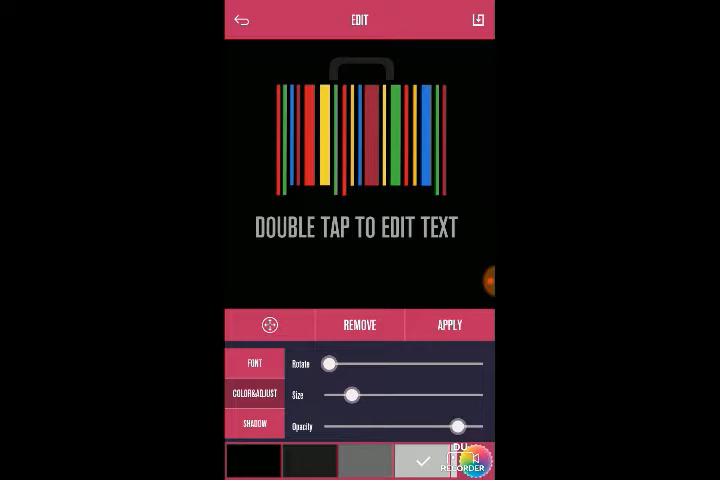 EDIT
DOUBLE TAP TO EDIT TEXT
REMOVE
APPLY
FONT
Rotate
COLOR&ADJUST
Size
SHADOW
Opacity
DU
RECORDER